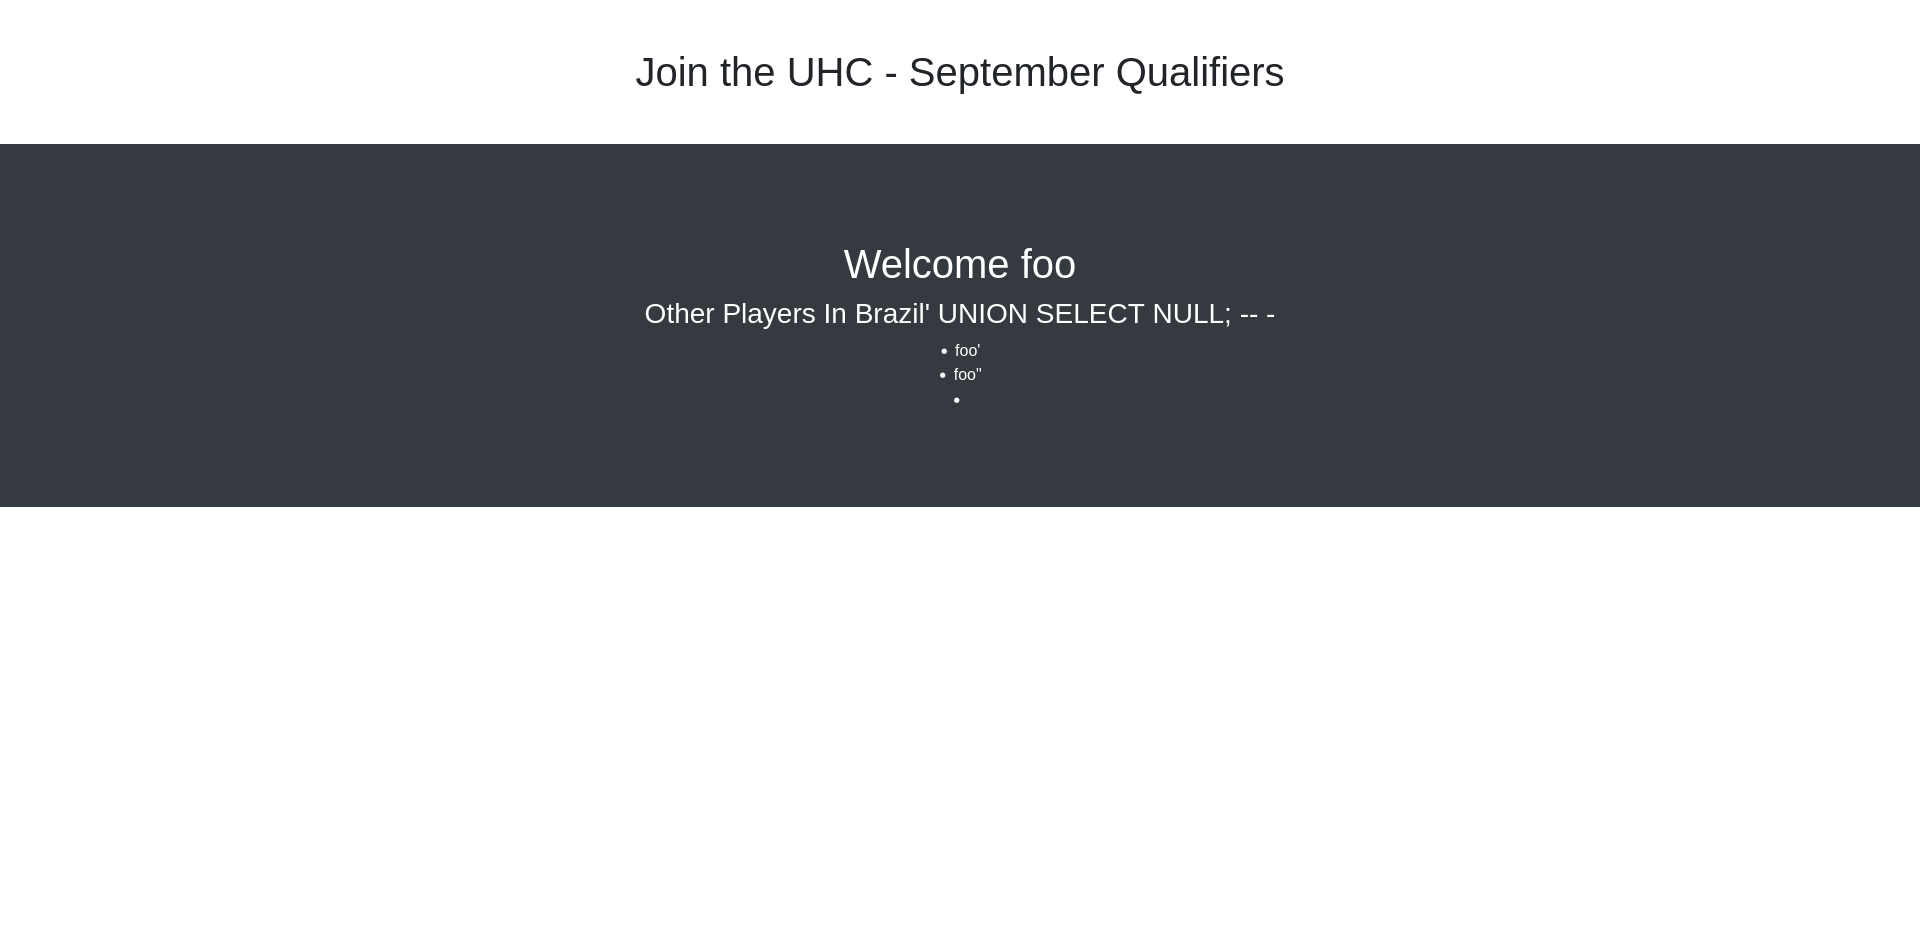 Join the UHC - September Qualifiers
Welcome foo
Other Players In Brazil' UNION SELECT NULL; -- -
• foo'
• foo"
•